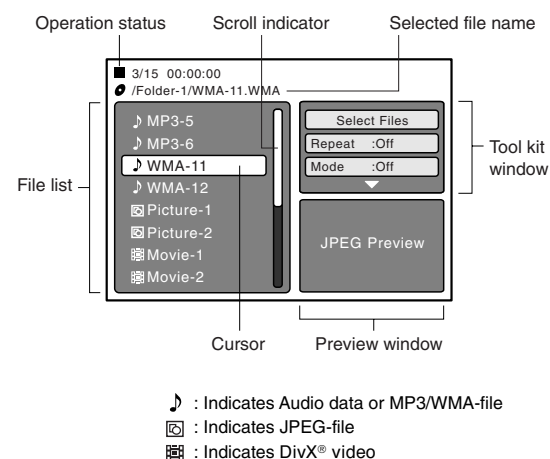 Operation status
Scroll indicator
Selected file name
3/15 00:00:00
/Folder-1/WMA-11.WMA
MP3-5
MP3-6
WMA-11
WMA-12
Picture-1
Picture-2
Movie-1
Movie-2
Select Files
Repeat :Off
Mode :Off
JPEG Preview
File list
Tool kit
window
Cursor
Preview window
♪ : Indicates Audio data or MP3/WMA-file
: Indicates JPEG-file
: Indicates DivX® video